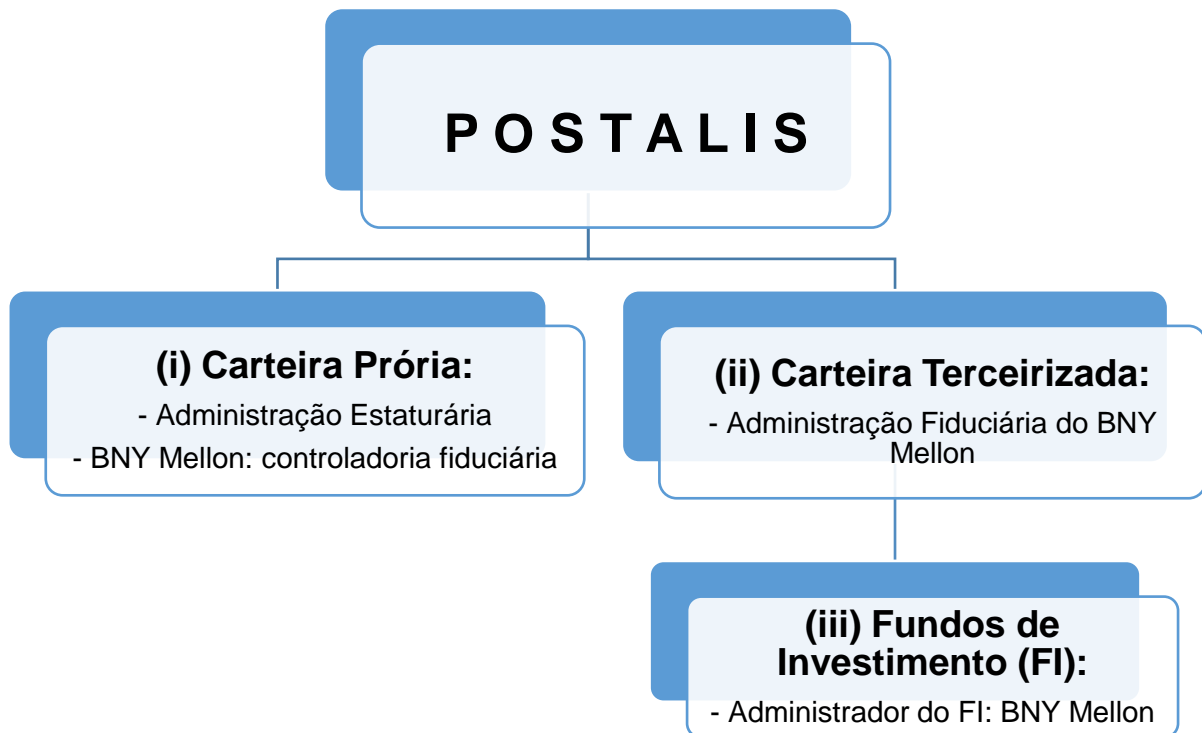 P O S T A L I S
(i) Carteira Proŕia:
- Administração Estaturária
- BNY Mellon: controladoria fiduciária
(ii) Carteira Terceirizada:
- Administração Fiduciária do BNY
Mellon
(iii) Fundos de
Investimento (FI):
- Administrador do FI: BNY Mellon